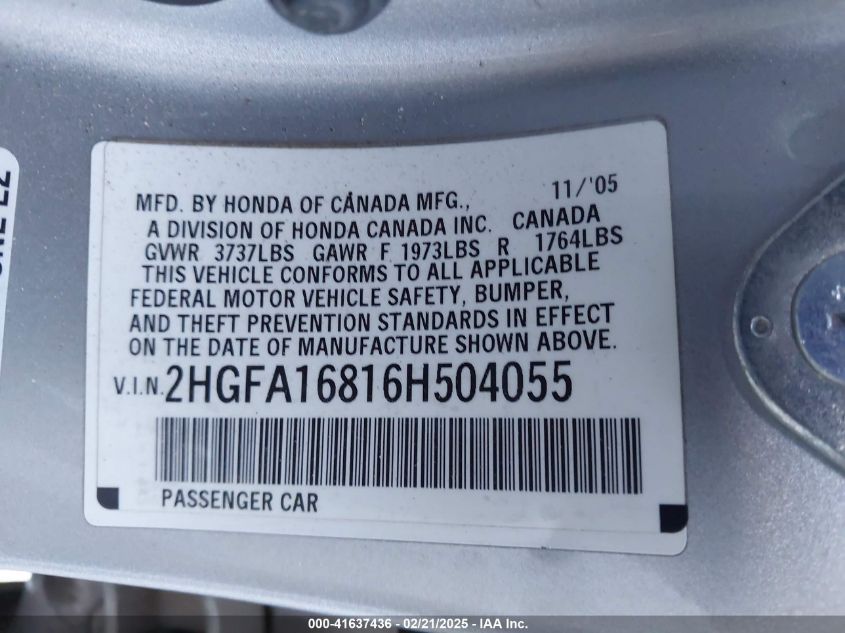 MFD. BY HONDA OF CANADA MFG., 11/'05
A DIVISION OF HONDA CANADA INC. CANADA
GVWR 3737LBS GAWR F 1973LBS R 1764LBS
THIS VEHICLE CONFORMS TO ALL APPLICABLE
FEDERAL MOTOR VEHICLE SAFETY, BUMPER,
AND THEFT PREVENTION STANDARDS IN EFFECT
ON THE DATE OF MANUFACTURE SHOWN ABOVE.
V.I.N. 2HGFA16816H504055
PASSENGER CAR
000-41637436 - 02/21/2025 - IAA Inc.